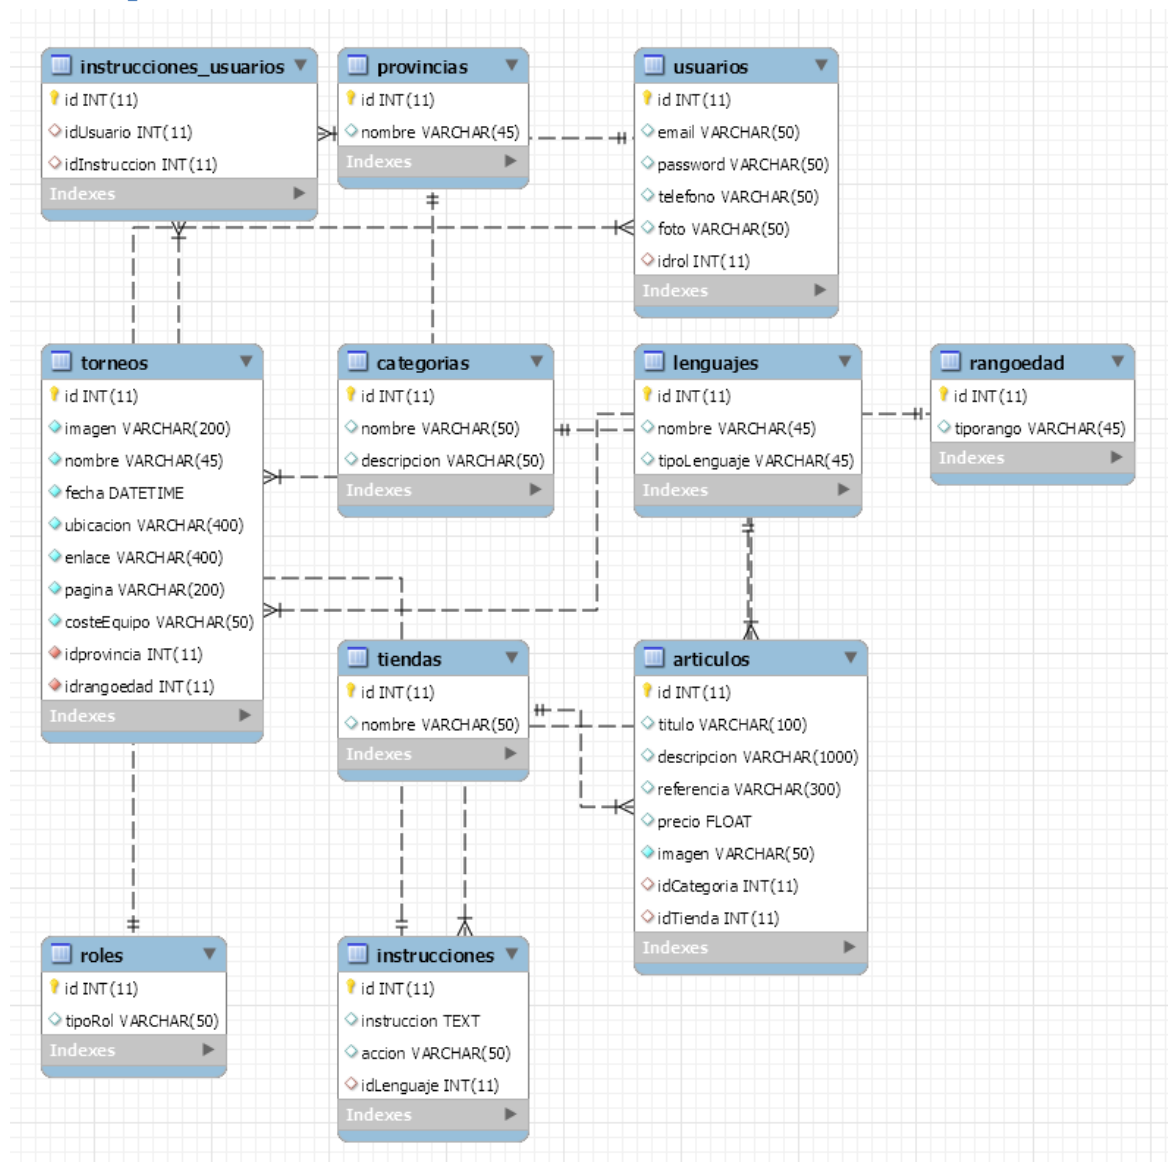 instrucciones_usuarios
id INT(11)
idUsuario INT(11)
idInstruccion INT(11)
Indexes
provincias
id INT(11)
nombre VARCHAR(45)
Indexes
usuarios
id INT(11)
email VARCHAR(50)
password VARCHAR(50)
telefono VARCHAR(50)
foto VARCHAR(50)
idrol INT(11)
Indexes
torneos
id INT(11)
imagen VARCHAR(200)
nombre VARCHAR(45)
fecha DATETIME
ubicacion VARCHAR(400)
enlace VARCHAR(400)
pagina VARCHAR(200)
costeEquipo VARCHAR(50)
idprovincia INT(11)
idrangoedad INT(11)
Indexes
categorias
id INT(11)
nombre VARCHAR(50)
descripcion VARCHAR(50)
Indexes
lenguajes
id INT(11)
nombre VARCHAR(45)
tipoLenguaje VARCHAR(45)
Indexes
rangoedad
id INT(11)
tiporango VARCHAR(45)
Indexes
tiendas
id INT(11)
nombre VARCHAR(50)
Indexes
articulos
id INT(11)
titulo VARCHAR(100)
descripcion VARCHAR(1000)
referencia VARCHAR(300)
precio FLOAT
imagen VARCHAR(50)
idCategoria INT(11)
idTienda INT(11)
Indexes
roles
id INT(11)
tipoRol VARCHAR(50)
Indexes
instrucciones
id INT(11)
instruccion TEXT
accion VARCHAR(50)
idLenguaje INT(11)
Indexes